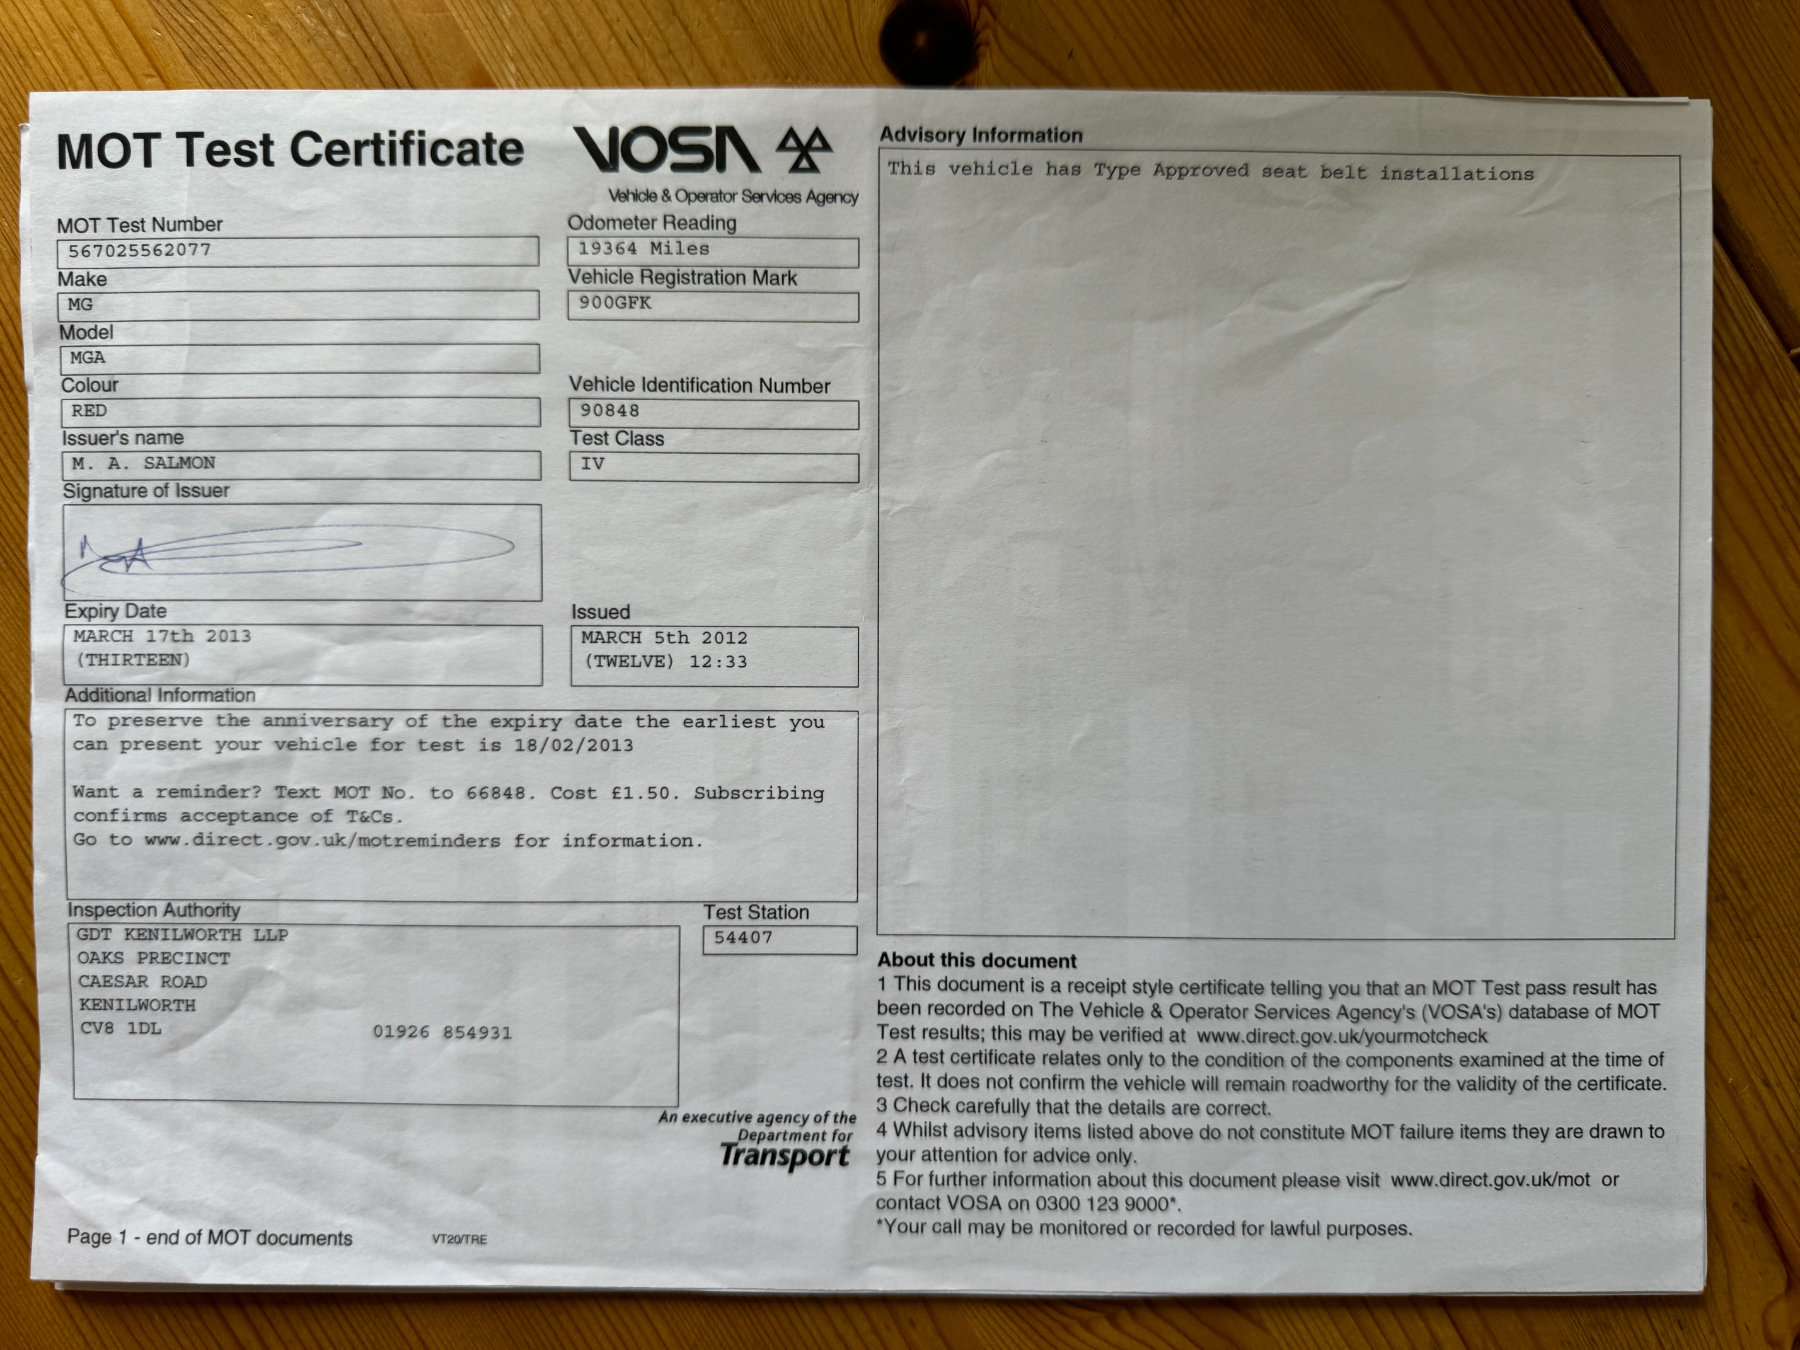 MOT Test Certificate
VOSA
Vehicle & Operator Services Agency
MOT Test Number
567025562077
Odometer Reading
19364 Miles
Make
MG
Vehicle Registration Mark
900GFK
Model
MGA
Colour
RED
Vehicle Identification Number
90848
Issuer's name
M. A. SALMON
Test Class
IV
Signature of Issuer
Expiry Date
MARCH 17th 2013
(THIRTEEN)
Issued
MARCH 5th 2012
(TWELVE) 12:33
Additional Information
To preserve the anniversary of the expiry date the earliest you
can present your vehicle for test is 18/02/2013
Want a reminder? Text MOT No. to 66848. Cost £1.50. Subscribing
confirms acceptance of T&Cs.
Go to www.direct.gov.uk/motreminders for information.
Inspection Authority
GDT KENILWORTH LLP
OAKS PRECINCT
CAESAR ROAD
KENILWORTH
CV8 1DL 01926 854931
Test Station
54407
An executive agency of the
Department for
Transport
Page 1 - end of MOT documents
VT20/TRE
Advisory Information
This vehicle has Type Approved seat belt installations
About this document
1 This document is a receipt style certificate telling you that an MOT Test pass result has
been recorded on The Vehicle & Operator Services Agency's (VOSA's) database of MOT
Test results; this may be verified at www.direct.gov.uk/yourmotcheck
2 A test certificate relates only to the condition of the components examined at the time of
test. It does not confirm the vehicle will remain roadworthy for the validity of the certificate.
3 Check carefully that the details are correct.
4 Whilst advisory items listed above do not constitute MOT failure items they are drawn to
your attention for advice only.
5 For further information about this document please visit www.direct.gov.uk/mot or
contact VOSA on 0300 123 9000*.
*Your call may be monitored or recorded for lawful purposes.